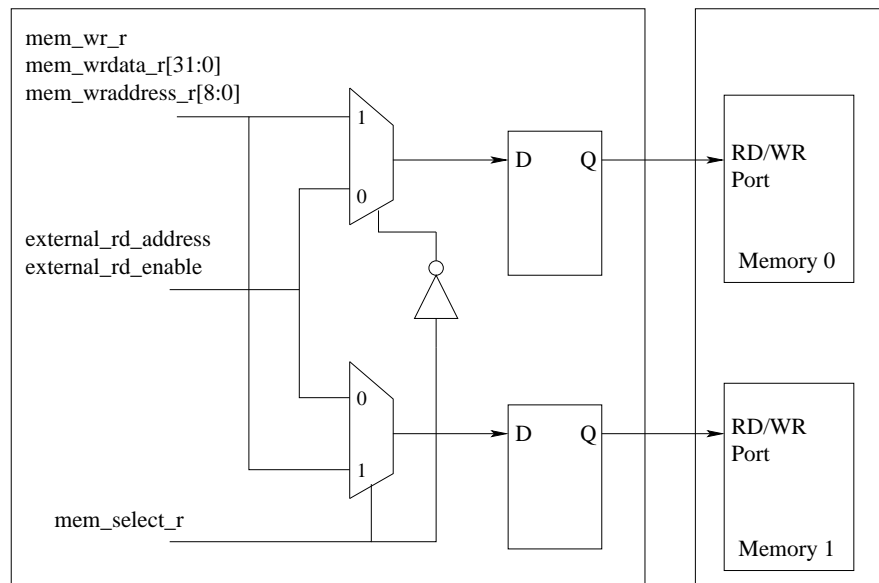 mem_wr_r
mem_wrdata_r[31:0]
mem_wraddress_r[8:0]
1
0
D Q
RD/WR
Port
Memory 0
external_rd_address
external_rd_enable
0
1
D Q
RD/WR
Port
Memory 1
mem_select_r